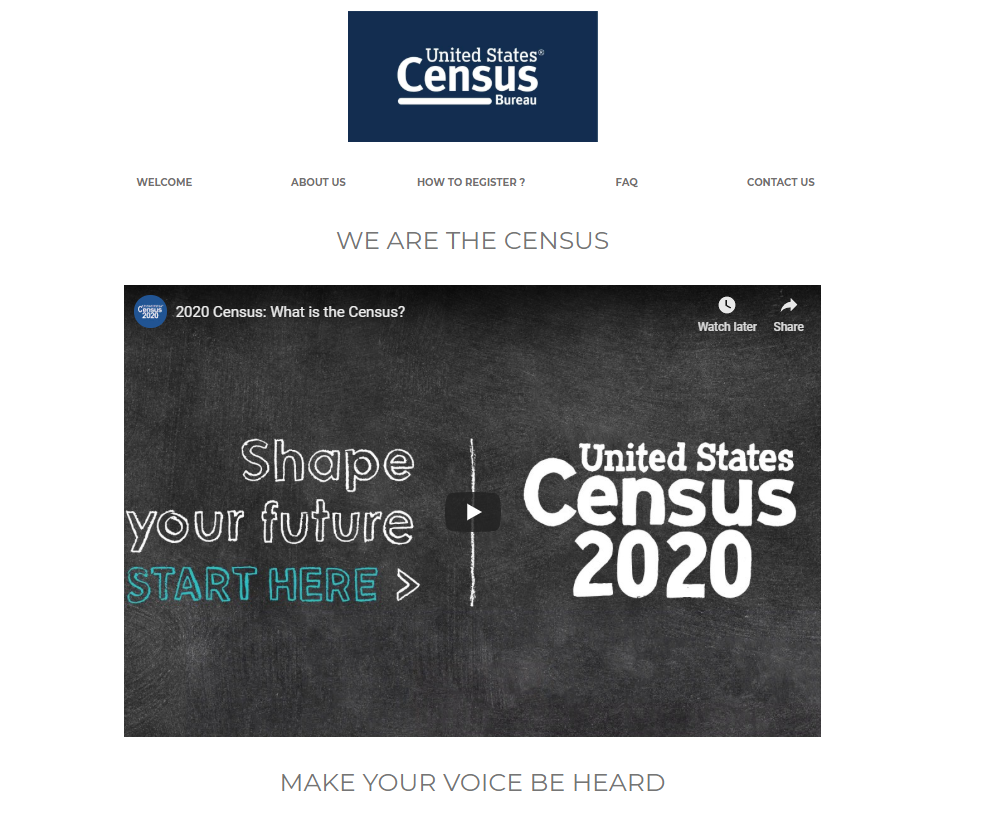 United States®
Census
Bureau
WELCOME ABOUT US HOW TO REGISTER ? FAQ CONTACT US
WE ARE THE CENSUS
Census
2020
2020 Census: What is the Census?
Watch later Share
Shape
your future
START HERE >
United States
Census
2020
MAKE YOUR VOICE BE HEARD